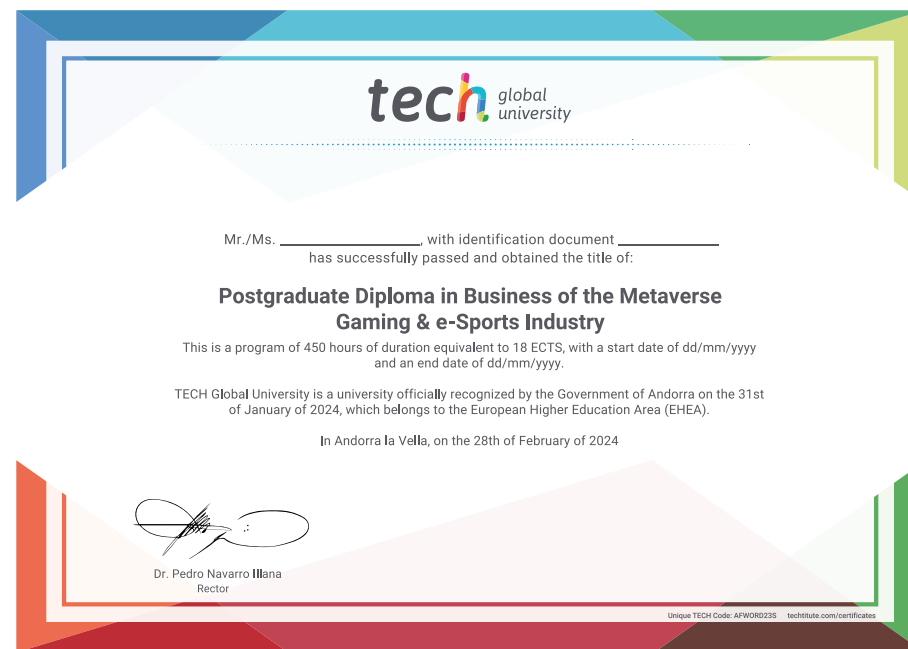 tech global university
Mr./Ms. ____________, with identification document ____________
has successfully passed and obtained the title of:
Postgraduate Diploma in Business of the Metaverse
Gaming & e-Sports Industry
This is a program of 450 hours of duration equivalent to 18 ECTS, with a start date of dd/mm/yyyy
and an end date of dd/mm/yyyy.
TECH Global University is a university officially recognized by the Government of Andorra on the 31st
of January of 2024, which belongs to the European Higher Education Area (EHEA).
In Andorra la Vella, on the 28th of February of 2024
Dr. Pedro Navarro Illana
Rector
Unique TECH Code: AFWORD23S techtitute.com/certificates